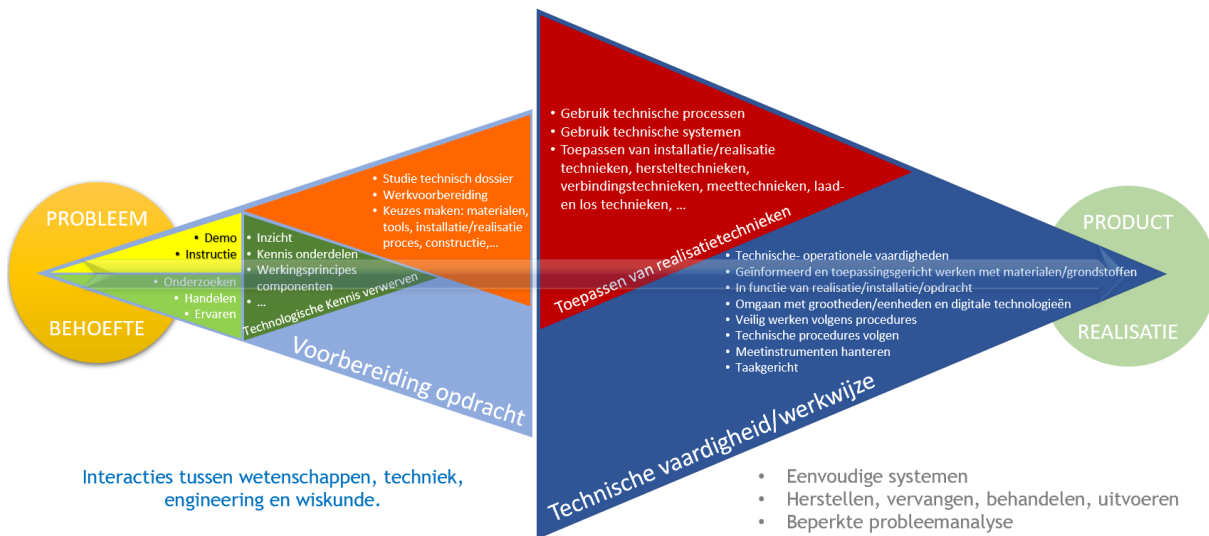 PROBLEEM
BEHOEFTE
• Demo
• Instructie
• Onderzoeken
• Handelen
• Ervaren
• Inzicht
• Kennis onderdelen
• Werkingsprincipes
componenten
• ...
Technologische Kennis verwerven
• Studie technisch dossier
• Werkvoorbereiding
• Keuzes maken: materialen,
tools, installatie/realisatie
proces, constructie,...
Voorbereiding opdracht
• Gebruik technische processen
• Gebruik technische systemen
• Toepassen van installatie/realisatie
technieken, hersteltechnieken,
verbindingstechnieken, meettechnieken, laad-
en los technieken, ...
Toepassen van realisatietechnieken
• Technische- operationele vaardigheden
• Geïnformeerd en toepassingsgericht werken met materialen/grondstoffen
• In functie van realisatie/installatie/opdracht
• Omgaan met grootheden/eenheden en digitale technologieën
• Veilig werken volgens procedures
• Technische procedures volgen
• Meetinstrumenten hanteren
• Taakgericht
Technische vaardigheid/werkwijze
PRODUCT
REALISATIE
Interacties tussen wetenschappen, techniek,
engineering en wiskunde.
• Eenvoudige systemen
• Herstellen, vervangen, behandelen, uitvoeren
• Beperkte probleemanalyse